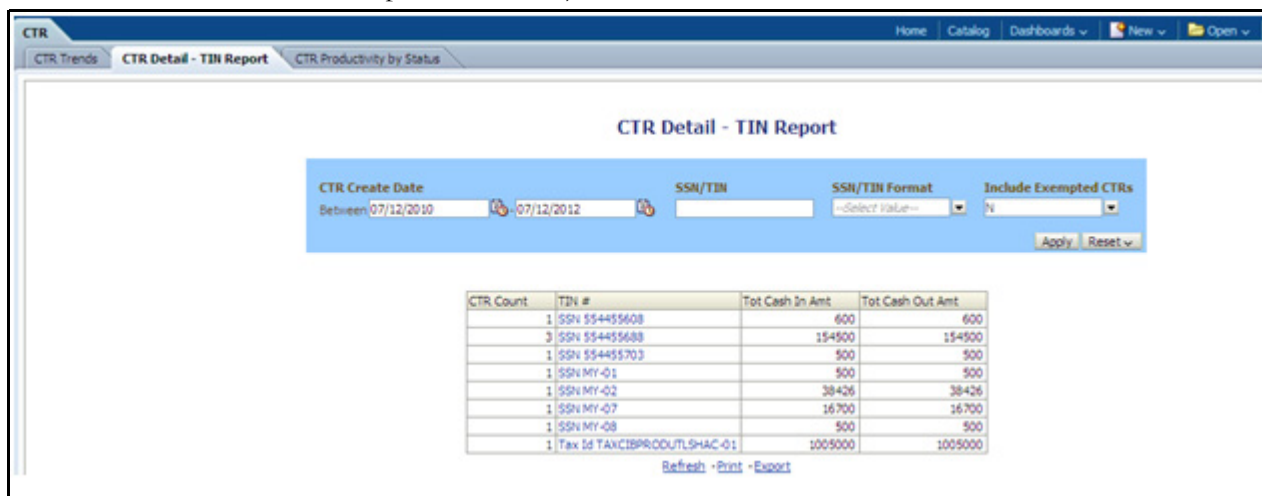 CTR
Home Catalog Dashboards New Open
CTR Trends CTR Detail - TIN Report CTR Productivity by Status
CTR Detail - TIN Report
CTR Create Date SSN/TIN SSN/TIN Format Include Exempted CTRs
Between 07/12/2010 - 07/12/2012 --Select Value-- N
Apply Reset
CTR Count TIN # Tot Cash In Amt Tot Cash Out Amt
1 SSN 554455608 600 600
3 SSN 554455688 154500 154500
1 SSN 554455703 500 500
1 SSN MY-01 500 500
1 SSN MY-02 38426 38426
1 SSN MY-07 16700 16700
1 SSN MY-08 500 500
1 Tax Id TAXCIBPRODUTLSHAC-01 1005000 1005000
Refresh - Print - Export